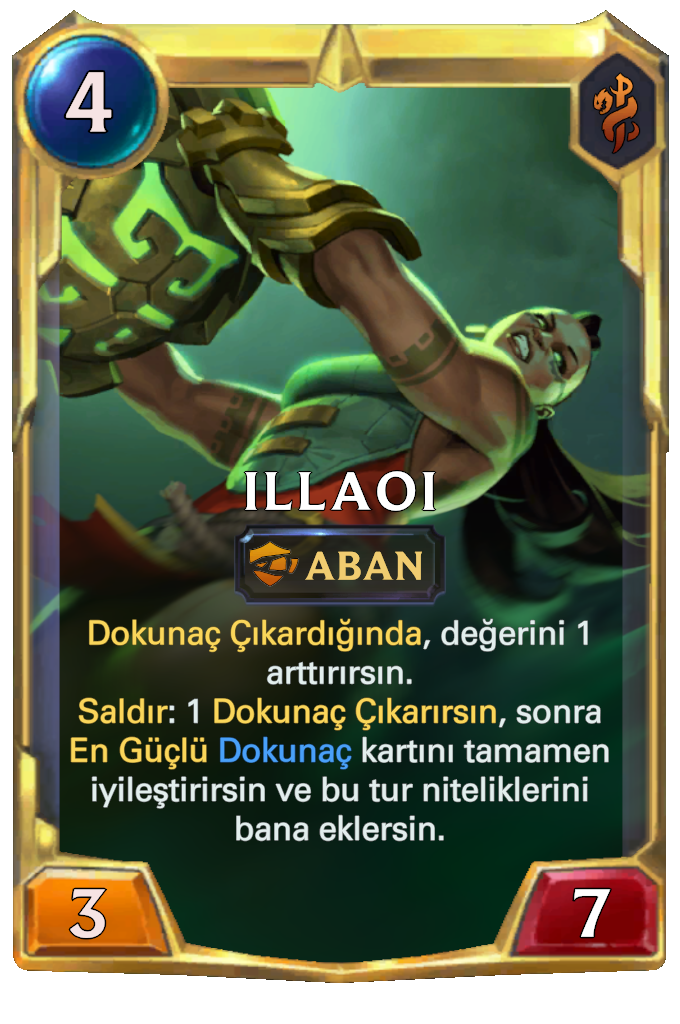 4
ILLAOI
ABAN
Dokunaç Çıkardığında, değerini 1
arttırırsın.
Saldır: 1 Dokunaç Çıkarırsın, sonra
En Güçlü Dokunaç kartını tamamen
iyileştirirsin ve bu tur niteliklerini
bana eklersin.
3
7